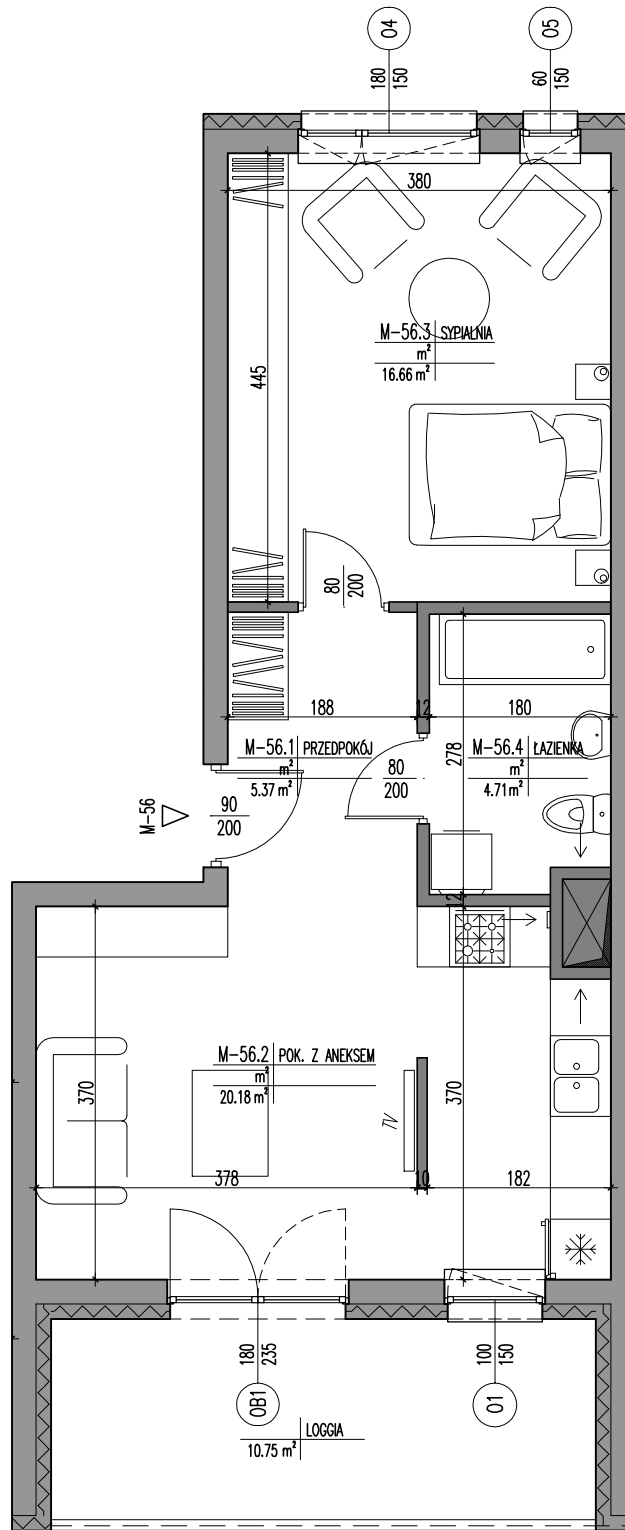 04
05
180
150
60
150
380
M-56.3 SYPIALNIA
m²
16.66 m²
445
80
200
188
12
180
M-56.1 PRZEDPOKÓJ
m²
5.37 m²
M-56.4 ŁAZIENKA
m²
4.71 m²
278
80
200
M-56
90
200
12
M-56.2 POK. Z ANEKSEM
m²
20.18 m²
370
370
TV
378
10
182
180
235
100
150
OB1
01
LOGGIA
10.75 m²